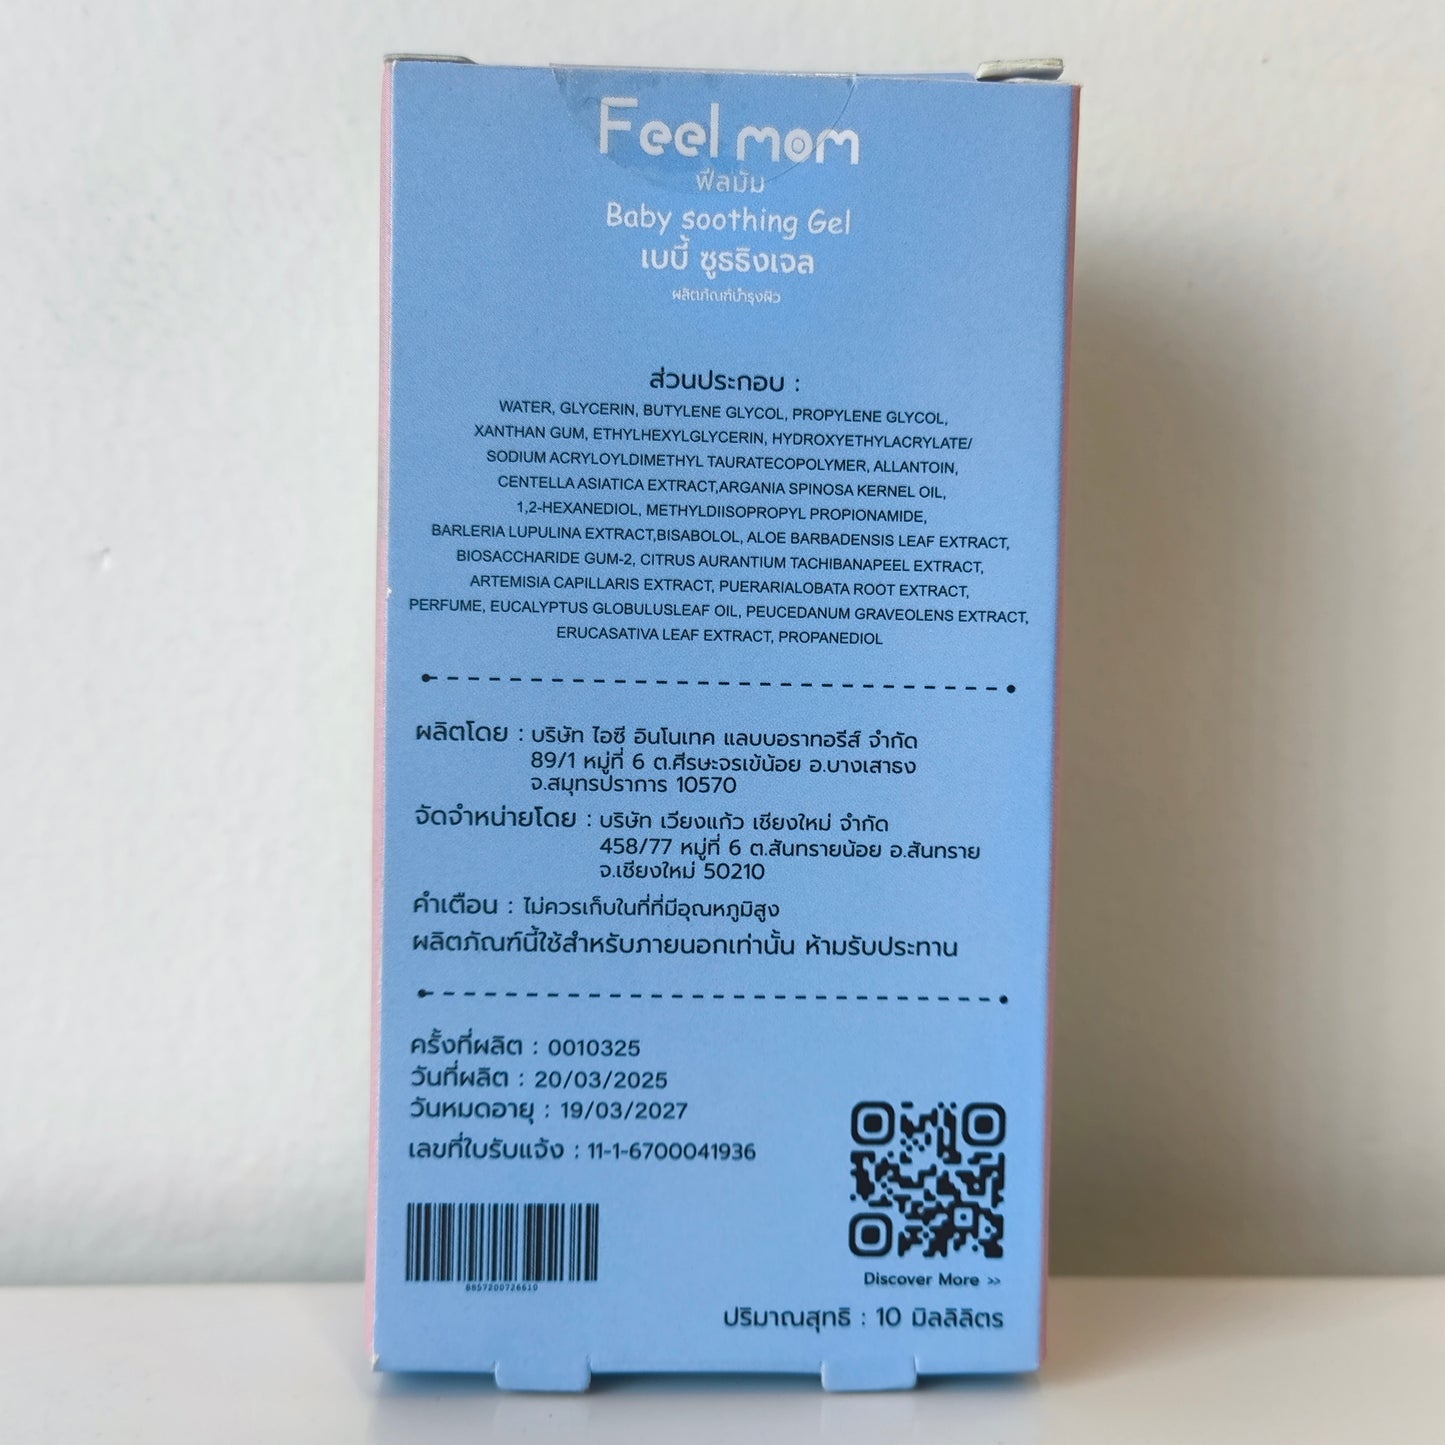 Feel mom
ฟีลมัม
Baby soothing Gel
เบบี้ ซูธธิงเจล
ผลิตภัณฑ์บำรุงผิว
ส่วนประกอบ :
WATER, GLYCERIN, BUTYLENE GLYCOL, PROPYLENE GLYCOL,
XANTHAN GUM, ETHYLHEXYLGLYCERIN, HYDROXYETHYLACRYLATE/
SODIUM ACRYLOYLDIMETHYL TAURATECOPOLYMER, ALLANTOIN,
CENTELLA ASIATICA EXTRACT,ARGANIA SPINOSA KERNEL OIL,
1,2-HEXANEDIOL, METHYLDIISOPROPYL PROPIONAMIDE,
BARLERIA LUPULINA EXTRACT,BISABOLOL, ALOE BARBADENSIS LEAF EXTRACT,
BIOSACCHARIDE GUM-2, CITRUS AURANTIUM TACHIBANAPEEL EXTRACT,
ARTEMISIA CAPILLARIS EXTRACT, PUERARIALOBATA ROOT EXTRACT,
PERFUME, EUCALYPTUS GLOBULUSLEAF OIL, PEUCEDANUM GRAVEOLENS EXTRACT,
ERUCASATIVA LEAF EXTRACT, PROPANEDIOL
ผลิตโดย : บริษัท ไอซี อินโนเทค แลบบอราทอรีส์ จำกัด
89/1 หมู่ที่ 6 ต.ศีรษะจรเข้น้อย อ.บางเสาธง
จ.สมุทรปราการ 10570
จัดจำหน่ายโดย : บริษัท เวียงแก้ว เชียงใหม่ จำกัด
458/77 หมู่ที่ 6 ต.สันทรายน้อย อ.สันทราย
จ.เชียงใหม่ 50210
คำเตือน : ไม่ควรเก็บในที่ที่มีอุณหภูมิสูง
ผลิตภัณฑ์นี้ใช้สำหรับภายนอกเท่านั้น ห้ามรับประทาน
ครั้งที่ผลิต : 0010325
วันที่ผลิต : 20/03/2025
วันหมดอายุ : 19/03/2027
เลขที่ใบรับแจ้ง : 11-1-6700041936
8857200726610
Discover More >>
ปริมาณสุทธิ : 10 มิลลิลิตร